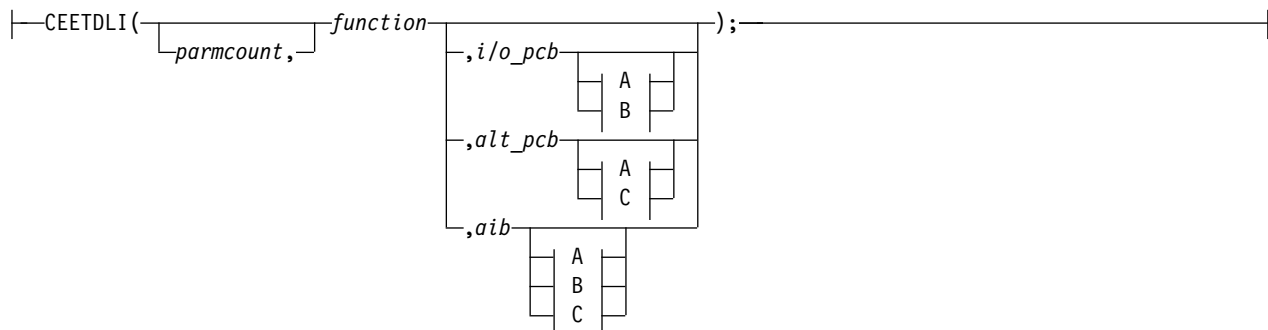 CEETDLI( function );
parmcount,
,i/o_pcb
A
B
,alt_pcb
A
C
,aib
A
B
C